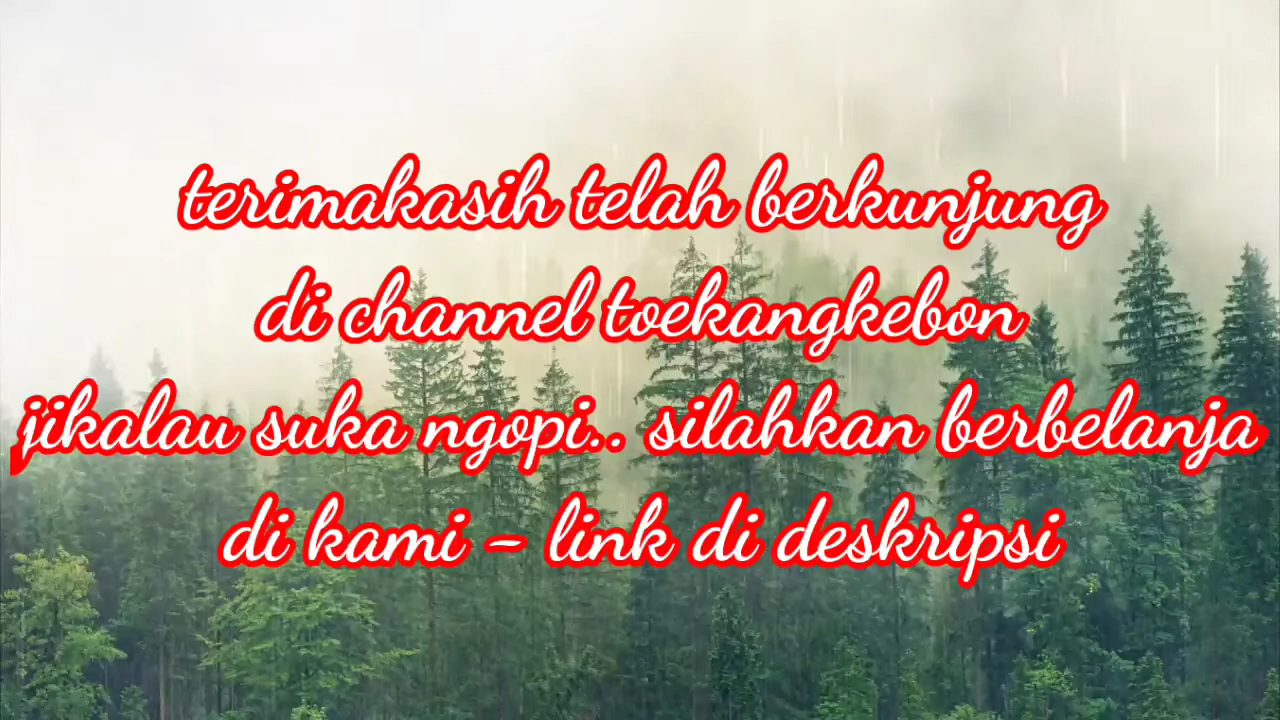 terimakasih telah berkunjung
di channel toekangkebon
jikalau suka ngopi.. silahkan berbelanja
di kami - link di deskripsi